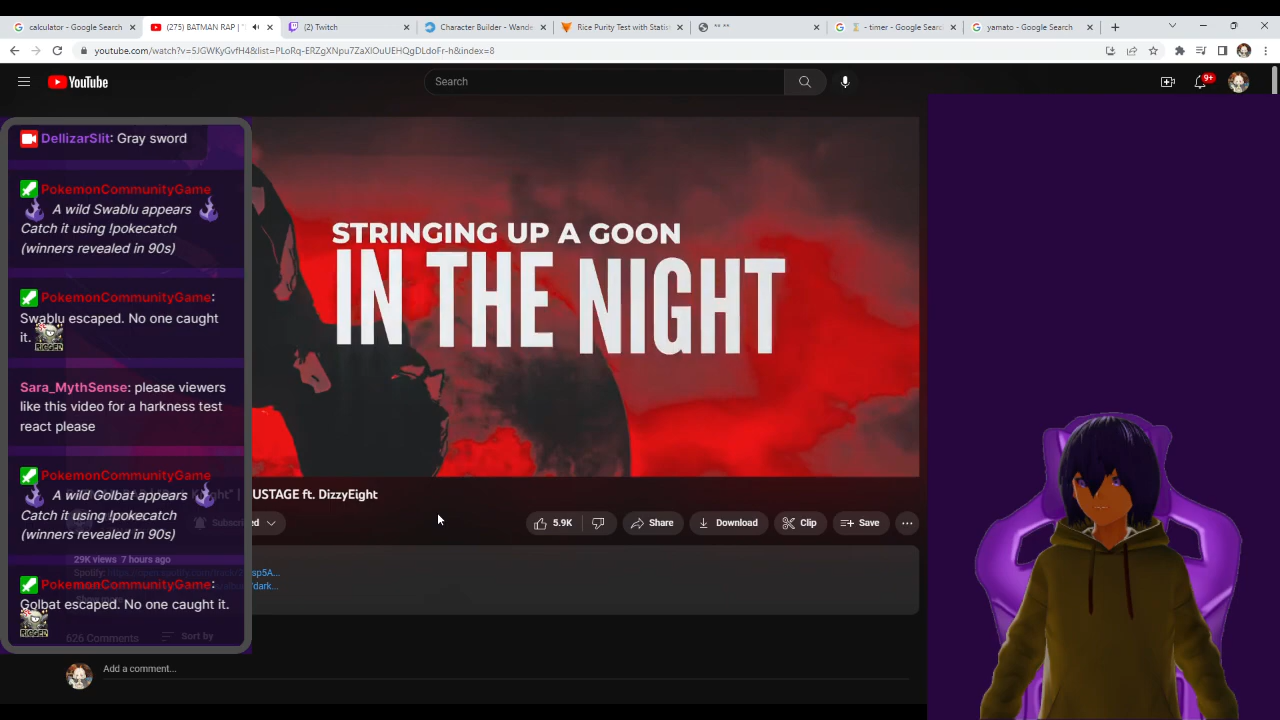 calculator - Google Search
(275) BATMAN RAP | "
(2) Twitch
Character Builder - Wande
Rice Purity Test with Statis
** **
- timer - Google Searc
yamato - Google Search
youtube.com/watch?v=5JGWKyGvfH4&list=PLoRq-ERZgXNpu7ZaXlOuUEHQgDLdoFr-h&index=8
YouTube
Search
9+
DellizarSlit: Gray sword
PokemonCommunityGame
A wild Swablu appears
Catch it using !pokecatch
(winners revealed in 90s)
PokemonCommunityGame:
Swablu escaped. No one caught
it.
Sara_MythSense: please viewers
like this video for a harkness test
react please
PokemonCommunityGame
A wild Golbat appears
Catch it using !pokecatch
(winners revealed in 90s)
PokemonCommunityGame:
Golbat escaped. No one caught it.
STRINGING UP A GOON
IN THE NIGHT
USTAGE ft. DizzyEight
Subscribed
5.9K
Share
Download
Clip
Save
29K views 7 hours ago
Spotify:
/dark...
626 Comments
Sort by
Add a comment...